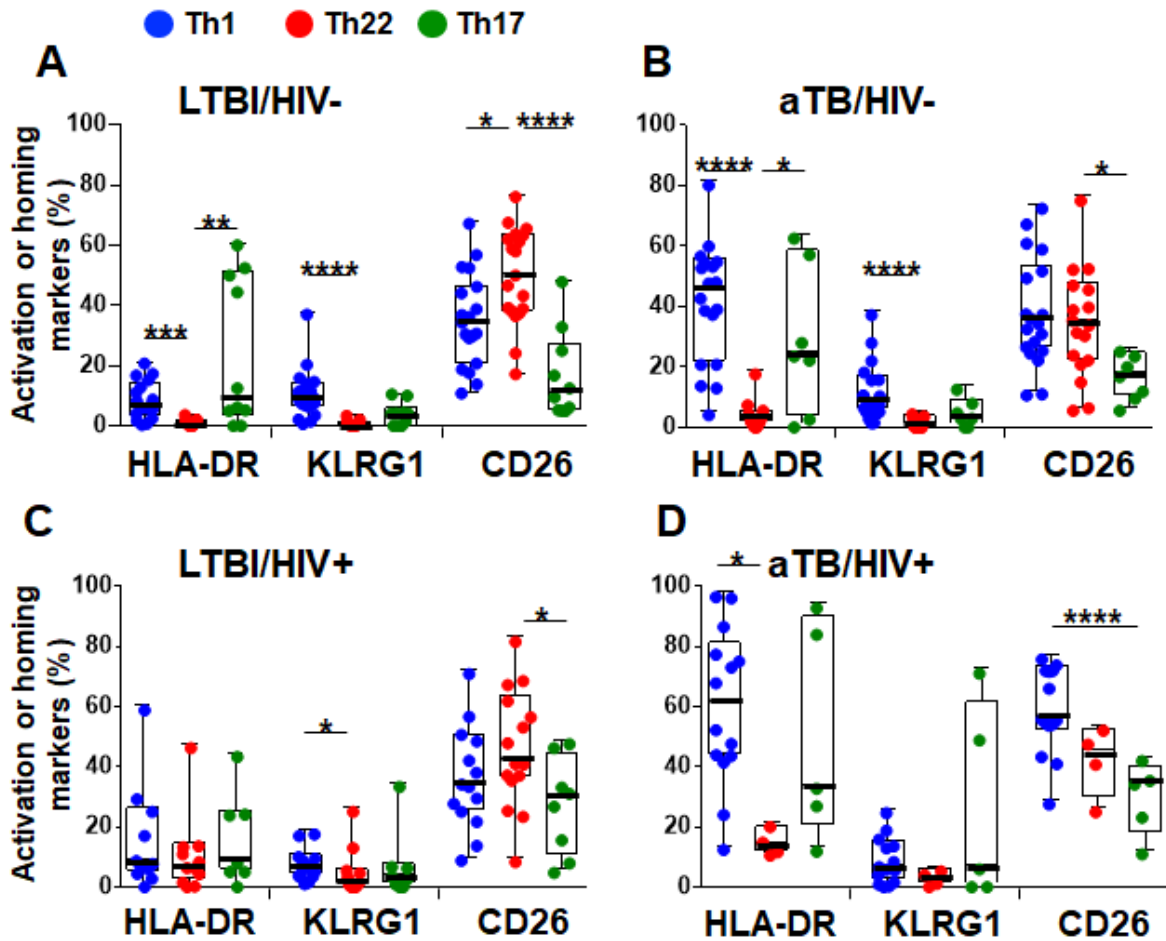 Th1 Th22 Th17
A B
LTBI/HIV- aTB/HIV-
Activation or homing
markers (%)
100 100
* **** **** * *
80 80
** 
60 60
*** **** ****
40 40
20 20
0 0
HLA-DR KLRG1 CD26 HLA-DR KLRG1 CD26
C D
LTBI/HIV+ aTB/HIV+
Activation or homing
markers (%)
100 * 100
80 * 80 ****
60 60
40 * 40
20 20
0 0
HLA-DR KLRG1 CD26 HLA-DR KLRG1 CD26